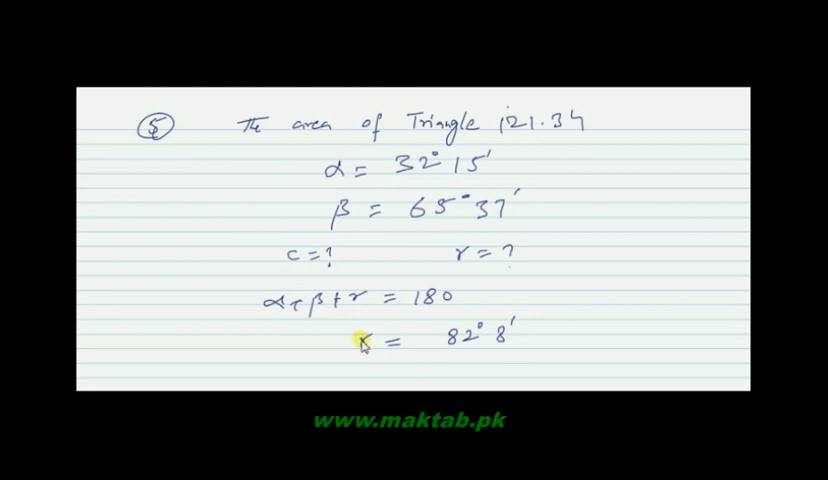 ⑤ The area of Triangle 121.34
α = 32° 15'
β = 65° 37'
c = ? γ = ?
α + β + γ = 180
γ = 82° 8'
www.maktab.pk